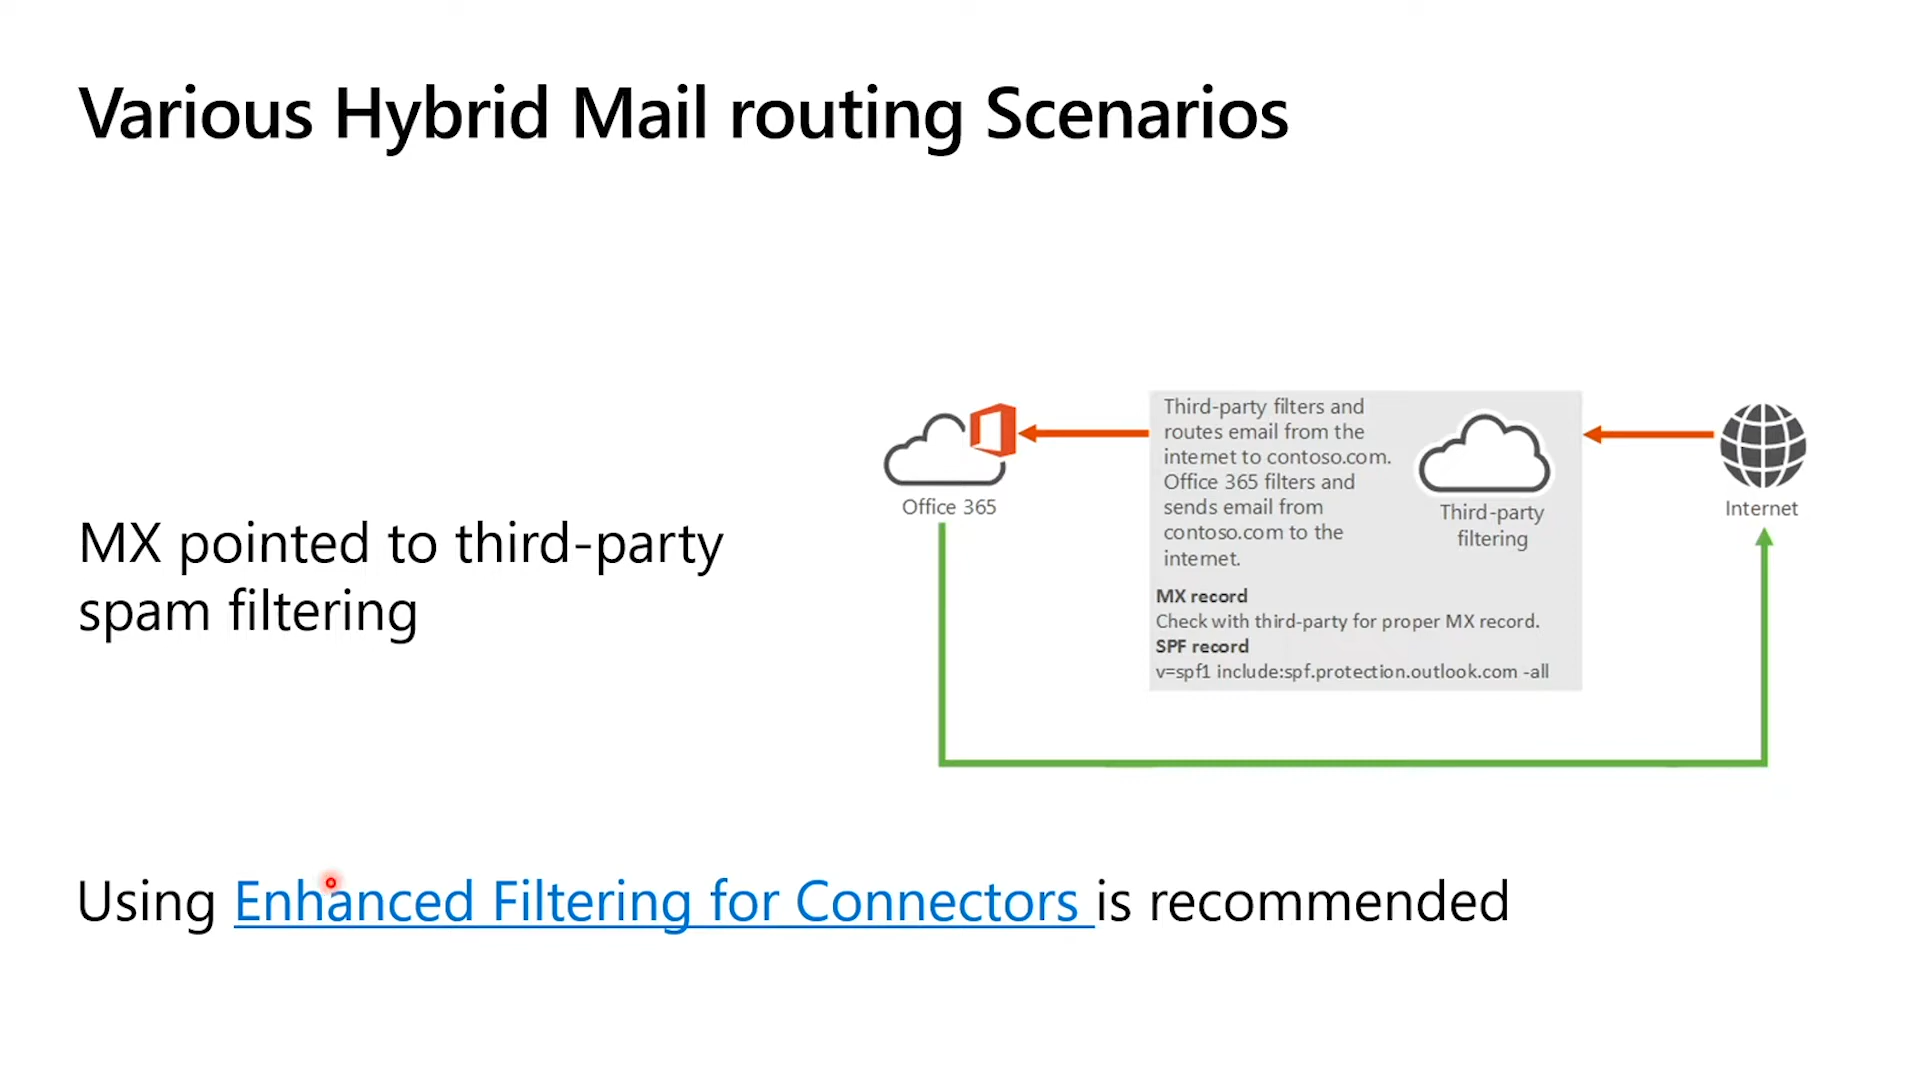 Various Hybrid Mail routing Scenarios
MX pointed to third-party
spam filtering
Office 365
Third-party filters and
routes email from the
internet to contoso.com.
Office 365 filters and
sends email from
contoso.com to the
internet.
Third-party
filtering
MX record
Check with third-party for proper MX record.
SPF record
v=spf1 include:spf.protection.outlook.com -all
Internet
Using Enhanced Filtering for Connectors is recommended